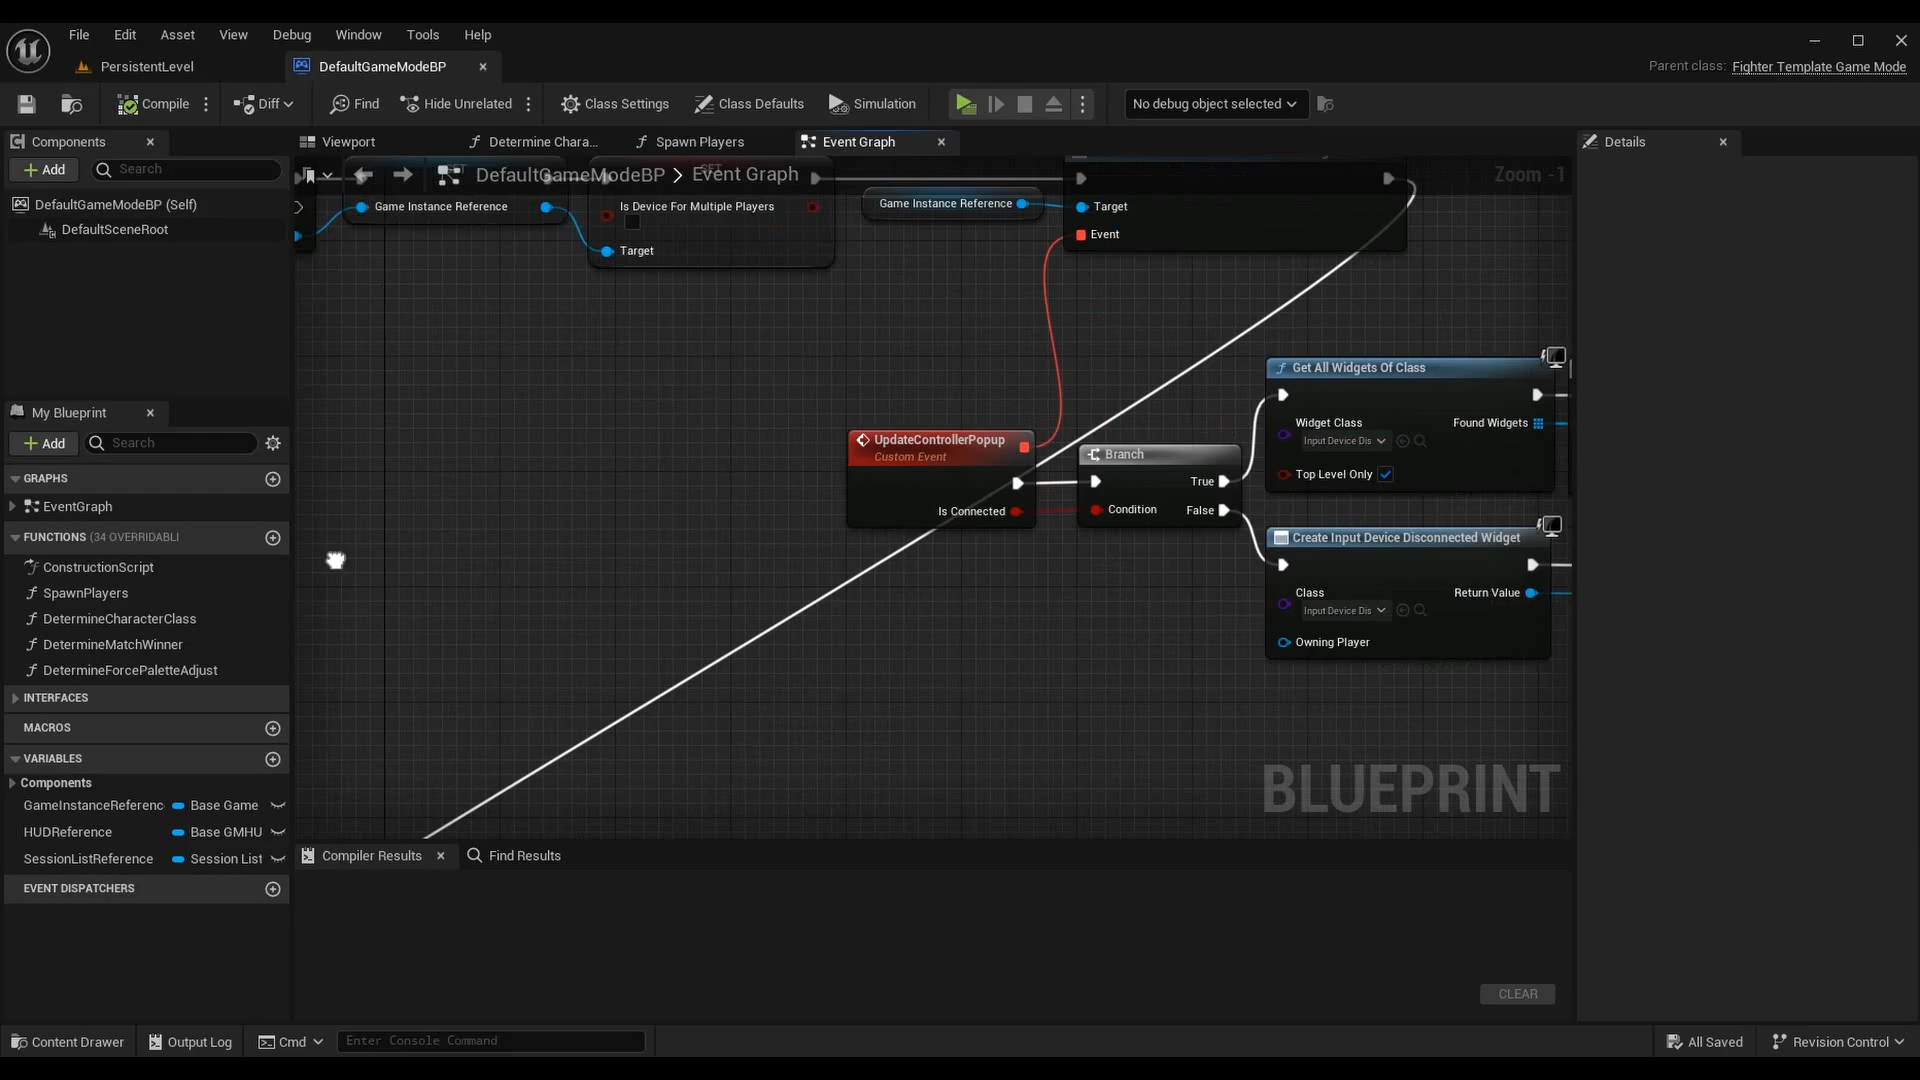 File Edit Asset View Debug Window Tools Help
PersistentLevel
DefaultGameModeBP
Parent class: Fighter Template Game Mode
Compile
Diff
Find
Hide Unrelated
Class Settings
Class Defaults
Simulation
No debug object selected
Components
Viewport
Determine Chara...
Spawn Players
Event Graph
Details
Add
Search
DefaultGameModeBP > Event Graph
Zoom -1
DefaultGameModeBP (Self)
DefaultSceneRoot
Game Instance Reference
SET
Is Device For Multiple Players
Target
Game Instance Reference
Target
Event
UpdateControllerPopup
Custom Event
Is Connected
Branch
True
Condition
False
Get All Widgets Of Class
Widget Class
Found Widgets
Input Device Dis
Top Level Only
Create Input Device Disconnected Widget
Class
Return Value
Input Device Dis
Owning Player
BLUEPRINT
My Blueprint
Add
Search
GRAPHS
EventGraph
FUNCTIONS (34 OVERRIDABLI
ConstructionScript
SpawnPlayers
DetermineCharacterClass
DetermineMatchWinner
DetermineForcePaletteAdjust
INTERFACES
MACROS
VARIABLES
Components
GameInstanceReferenc Base Game
HUDReference Base GMHU
SessionListReference Session List
EVENT DISPATCHERS
Compiler Results
Find Results
CLEAR
Content Drawer
Output Log
Cmd
Enter Console Command
All Saved
Revision Control